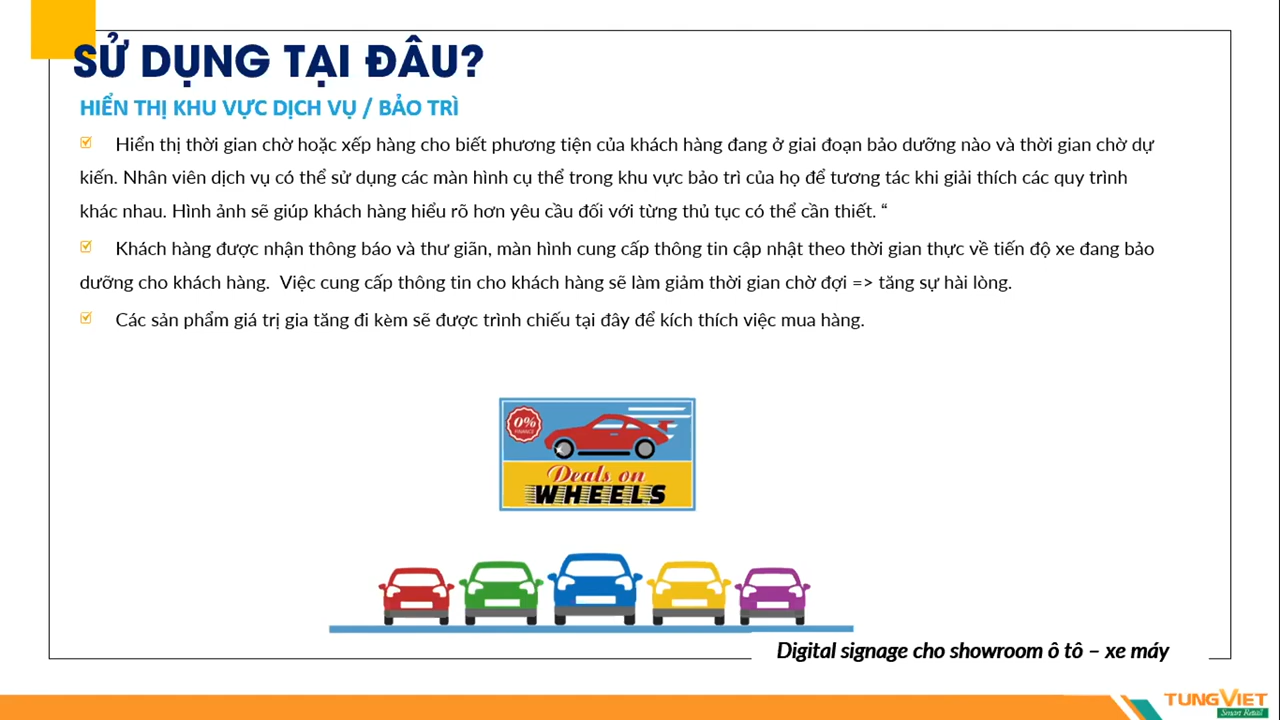 SỬ DỤNG TẠI ĐÂU?
HIỂN THỊ KHU VỰC DỊCH VỤ / BẢO TRÌ
Hiển thị thời gian chờ hoặc xếp hàng cho biết phương tiện của khách hàng đang ở giai đoạn bảo dưỡng nào và thời gian chờ dự
kiến. Nhân viên dịch vụ có thể sử dụng các màn hình cụ thể trong khu vực bảo trì của họ để tương tác khi giải thích các quy trình
khác nhau. Hình ảnh sẽ giúp khách hàng hiểu rõ hơn yêu cầu đối với từng thủ tục có thể cần thiết. “
Khách hàng được nhận thông báo và thư giãn, màn hình cung cấp thông tin cập nhật theo thời gian thực về tiến độ xe đang bảo
dưỡng cho khách hàng. Việc cung cấp thông tin cho khách hàng sẽ làm giảm thời gian chờ đợi => tăng sự hài lòng.
Các sản phẩm giá trị gia tăng đi kèm sẽ được trình chiếu tại đây để kích thích việc mua hàng.
0%
FINANCE
Deals on
WHEELS
Digital signage cho showroom ô tô – xe máy
TUNGVIET
Smart Retail